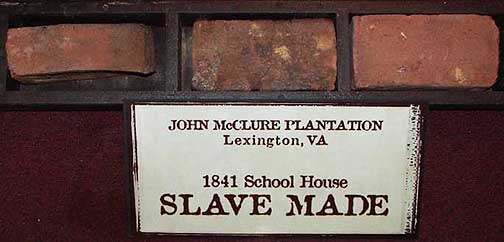 JOHN McCLURE PLANTATION
Lexington, VA
1841 School House
SLAVE MADE